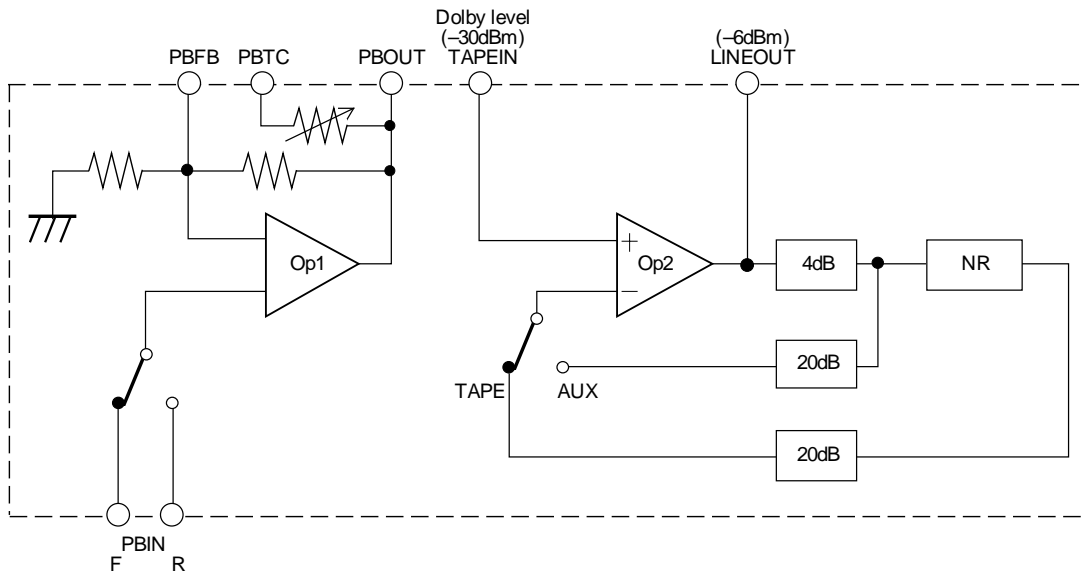 Dolby level
(–30dBm)
(–6dBm)
PBFB
PBTC
PBOUT
TAPEIN
LINEOUT
+
Op1
Op2
4dB
NR
–
20dB
TAPE
AUX
20dB
PBIN
F
R